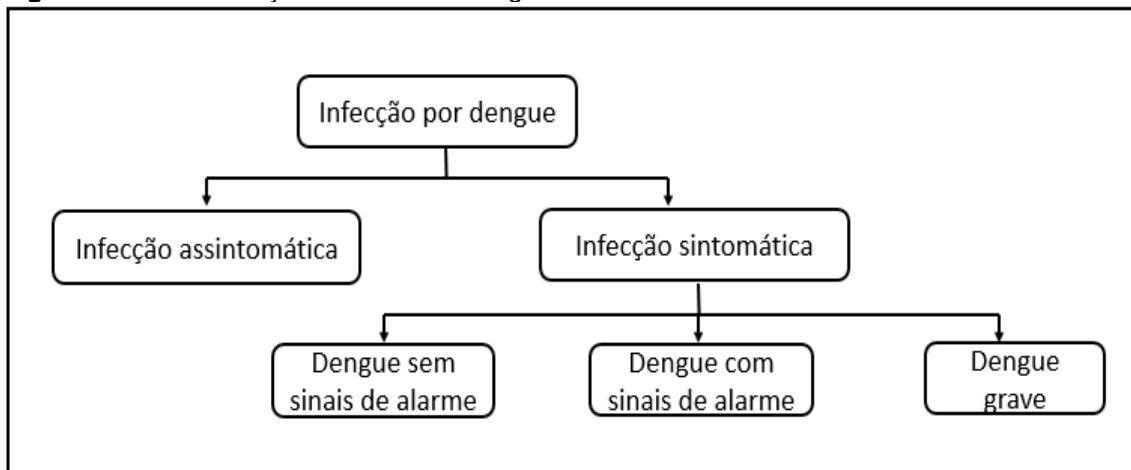 Infecção por dengue
Infecção assintomática
Infecção sintomática
Dengue sem
sinais de alarme
Dengue com
sinais de alarme
Dengue
grave